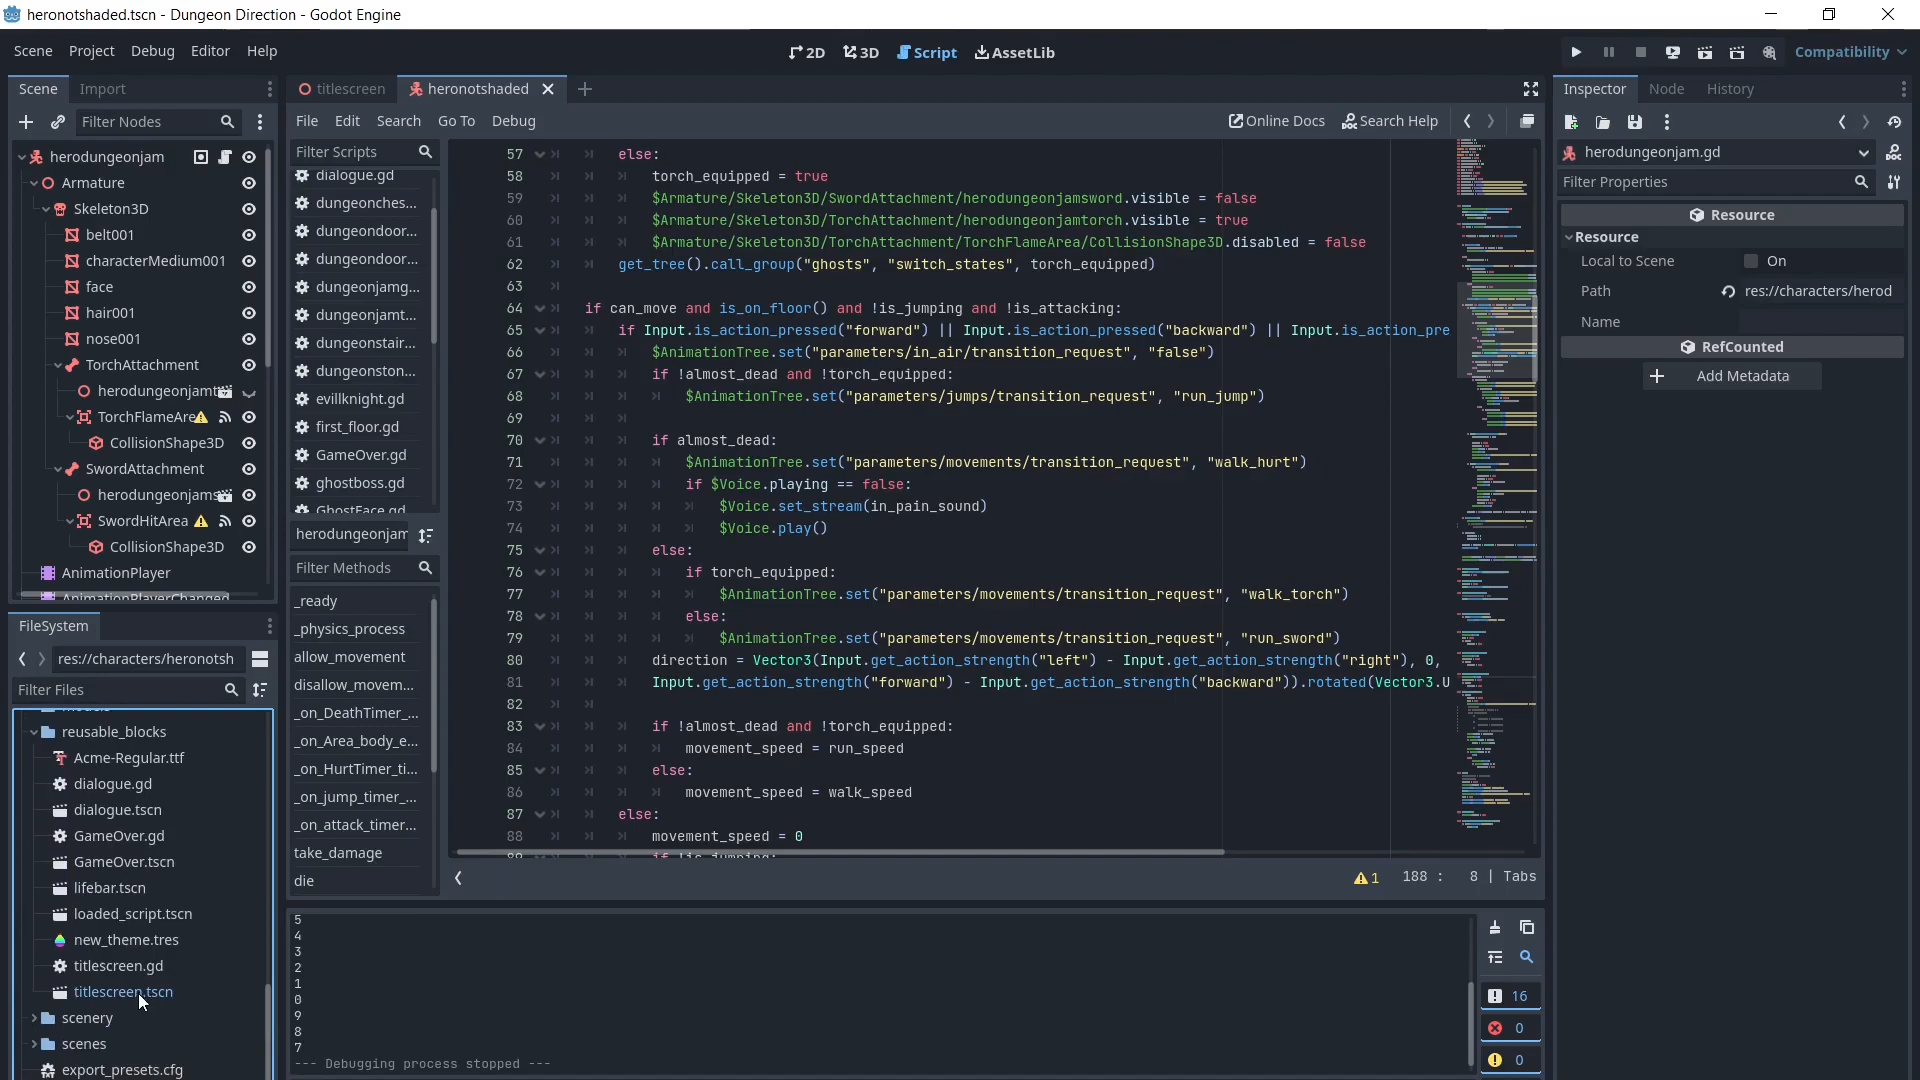 heronotshaded.tscn - Dungeon Direction - Godot Engine
Scene Project Debug Editor Help
2D 3D Script AssetLib
Compatibility
Scene Import
Filter Nodes
herodungeonjam
Armature
Skeleton3D
belt001
characterMedium001
face
hair001
nose001
TorchAttachment
herodungeonjamt
TorchFlameAre
CollisionShape3D
SwordAttachment
herodungeonjams
SwordHitArea
CollisionShape3D
AnimationPlayer
AnimationPlayerChanged
FileSystem
res://characters/heronotsh
Filter Files
reusable_blocks
Acme-Regular.ttf
dialogue.gd
dialogue.tscn
GameOver.gd
GameOver.tscn
lifebar.tscn
loaded_script.tscn
new_theme.tres
titlescreen.gd
titlescreen.tscn
scenery
scenes
export_presets.cfg
titlescreen heronotshaded
File Edit Search Go To Debug
Online Docs Search Help
Filter Scripts
dialogue.gd
dungeonches...
dungeondoor...
dungeondoor...
dungeonjamg...
dungeonjamt...
dungeonstair...
dungeonston...
evillknight.gd
first_floor.gd
GameOver.gd
ghostboss.gd
GhostFace.gd
herodungeonjam
Filter Methods
_ready
_physics_process
allow_movement
disallow_movem...
_on_DeathTimer_...
_on_Area_body_e...
_on_HurtTimer_ti...
_on_jump_timer_...
_on_attack_timer...
take_damage
die
57 else:
58 torch_equipped = true
59 $Armature/Skeleton3D/SwordAttachment/herodungeonjamsword.visible = false
60 $Armature/Skeleton3D/TorchAttachment/herodungeonjamtorch.visible = true
61 $Armature/Skeleton3D/TorchAttachment/TorchFlameArea/CollisionShape3D.disabled = false
62 get_tree().call_group("ghosts", "switch_states", torch_equipped)
63
64 if can_move and is_on_floor() and !is_jumping and !is_attacking:
65 if Input.is_action_pressed("forward") || Input.is_action_pressed("backward") || Input.is_action_pre
66 $AnimationTree.set("parameters/in_air/transition_request", "false")
67 if !almost_dead and !torch_equipped:
68 $AnimationTree.set("parameters/jumps/transition_request", "run_jump")
69
70 if almost_dead:
71 $AnimationTree.set("parameters/movements/transition_request", "walk_hurt")
72 if $Voice.playing == false:
73 $Voice.set_stream(in_pain_sound)
74 $Voice.play()
75 else:
76 if torch_equipped:
77 $AnimationTree.set("parameters/movements/transition_request", "walk_torch")
78 else:
79 $AnimationTree.set("parameters/movements/transition_request", "run_sword")
80 direction = Vector3(Input.get_action_strength("left") - Input.get_action_strength("right"), 0,
81 Input.get_action_strength("forward") - Input.get_action_strength("backward")).rotated(Vector3.U
82
83 if !almost_dead and !torch_equipped:
84 movement_speed = run_speed
85 else:
86 movement_speed = walk_speed
87 else:
88 movement_speed = 0
89 if !is_jumping:
1 188 : 8 | Tabs
5
4
3
2
1
0
9
8
7
--- Debugging process stopped ---
16
0
0
Inspector Node History
herodungeonjam.gd
Filter Properties
Resource
Resource
Local to Scene On
Path res://characters/herod
Name
RefCounted
Add Metadata